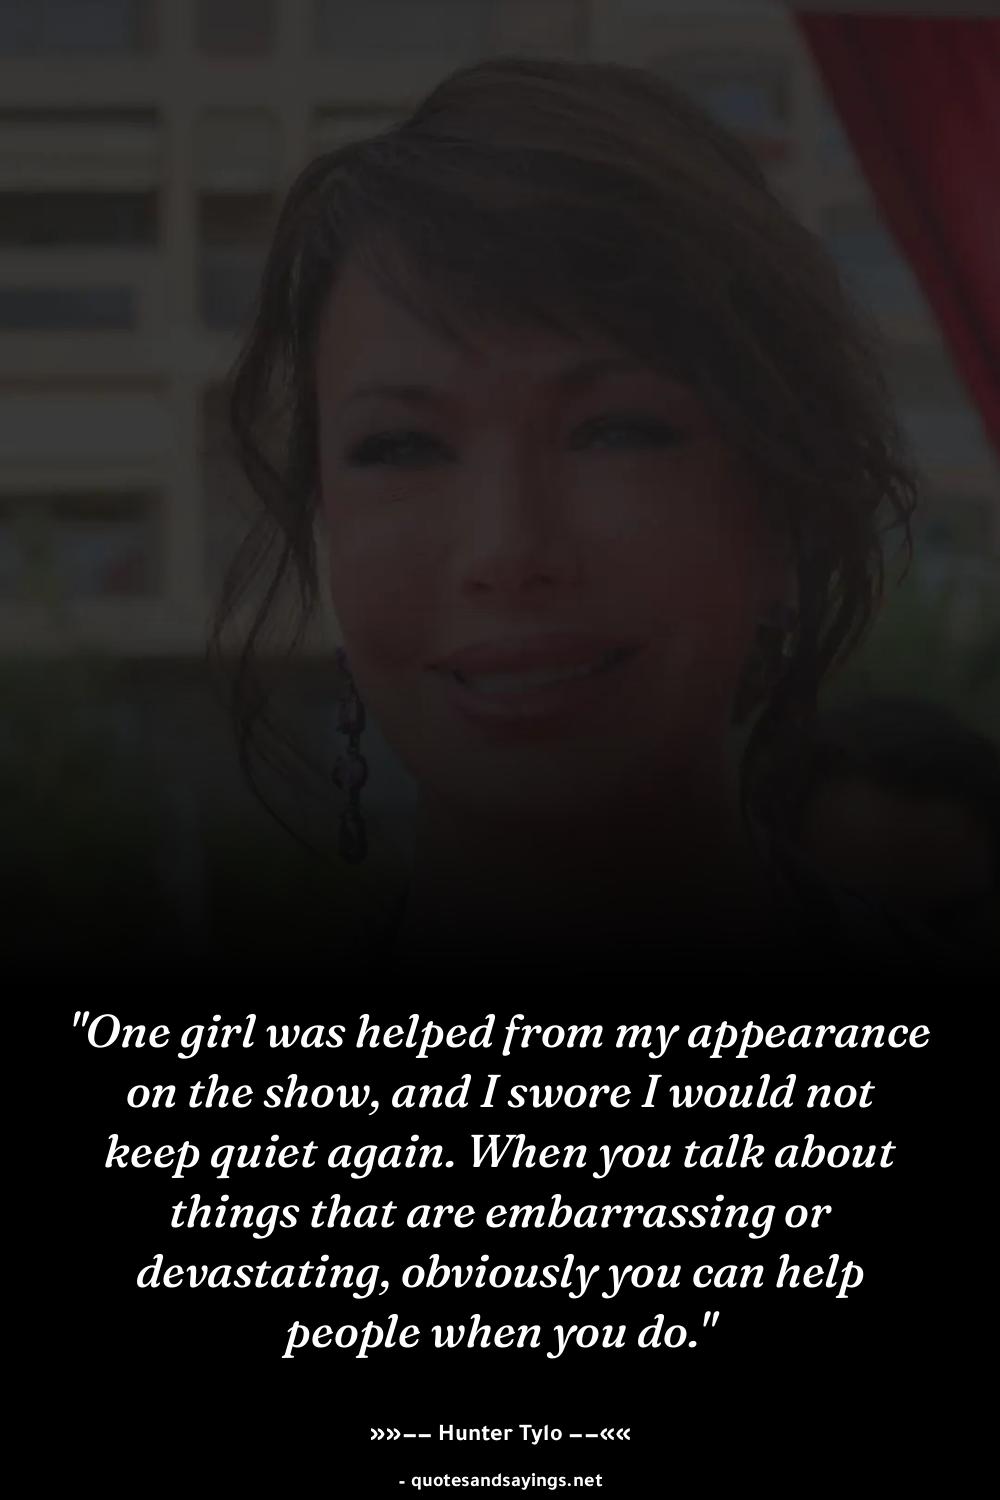 "One girl was helped from my appearance
on the show, and I swore I would not
keep quiet again. When you talk about
things that are embarrassing or
devastating, obviously you can help
people when you do."
»»−− Hunter Tylo −−««
- quotesandsayings.net